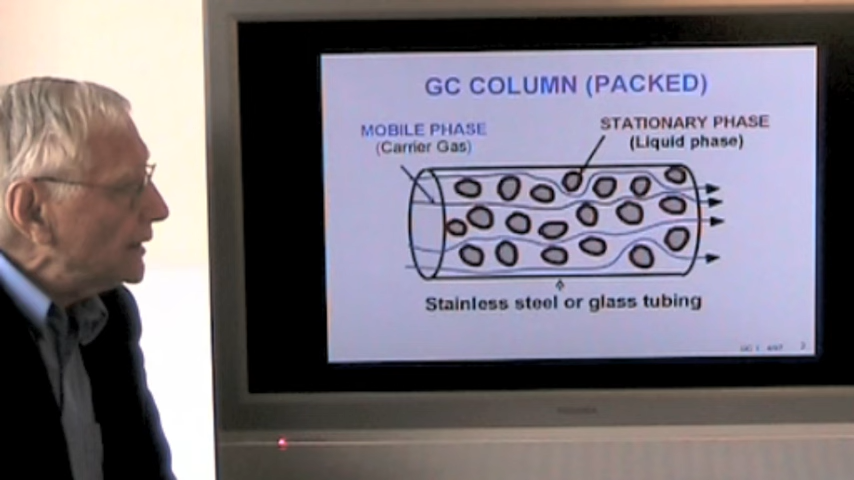 GC COLUMN (PACKED)
MOBILE PHASE
(Carrier Gas)
STATIONARY PHASE
(Liquid phase)
Stainless steel or glass tubing